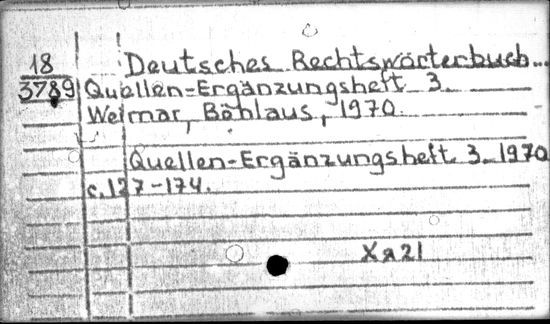 18 Deutsches Rechtswörterbuch...
3789 Quellen-Ergänzungsheft 3.
Weimar, Böhlaus, 1970.
Quellen-Ergänzungsheft 3. 1970
c. 127-174.
Xa21